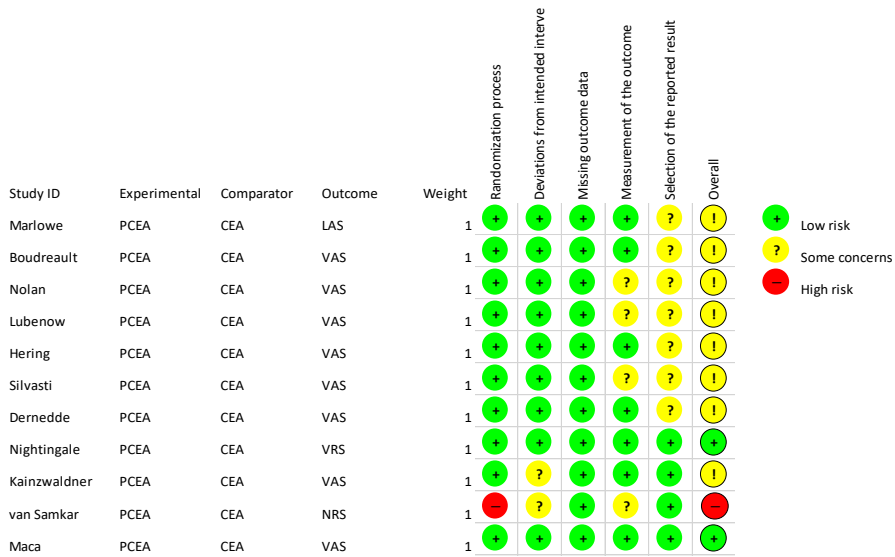 Randomization process
Deviations from intended interve
Missing outcome data
Measurement of the outcome
Selection of the reported result
Overall
Study ID Experimental Comparator Outcome Weight
Marlowe PCEA CEA LAS 1 + + + + ? !
Boudreault PCEA CEA VAS 1 + + + + ? !
Nolan PCEA CEA VAS 1 + + + ? ? !
Lubenow PCEA CEA VAS 1 + + + ? ? !
Hering PCEA CEA VAS 1 + + + + ? !
Silvasti PCEA CEA VAS 1 + + + ? ? !
Dernedde PCEA CEA VAS 1 + + + + ? !
Nightingale PCEA CEA VRS 1 + + + + + +
Kainzwaldner PCEA CEA VAS 1 + ? + + + !
van Samkar PCEA CEA NRS 1 − ? + ? + −
Maca PCEA CEA VAS 1 + + + + + +
+ Low risk
? Some concerns
− High risk